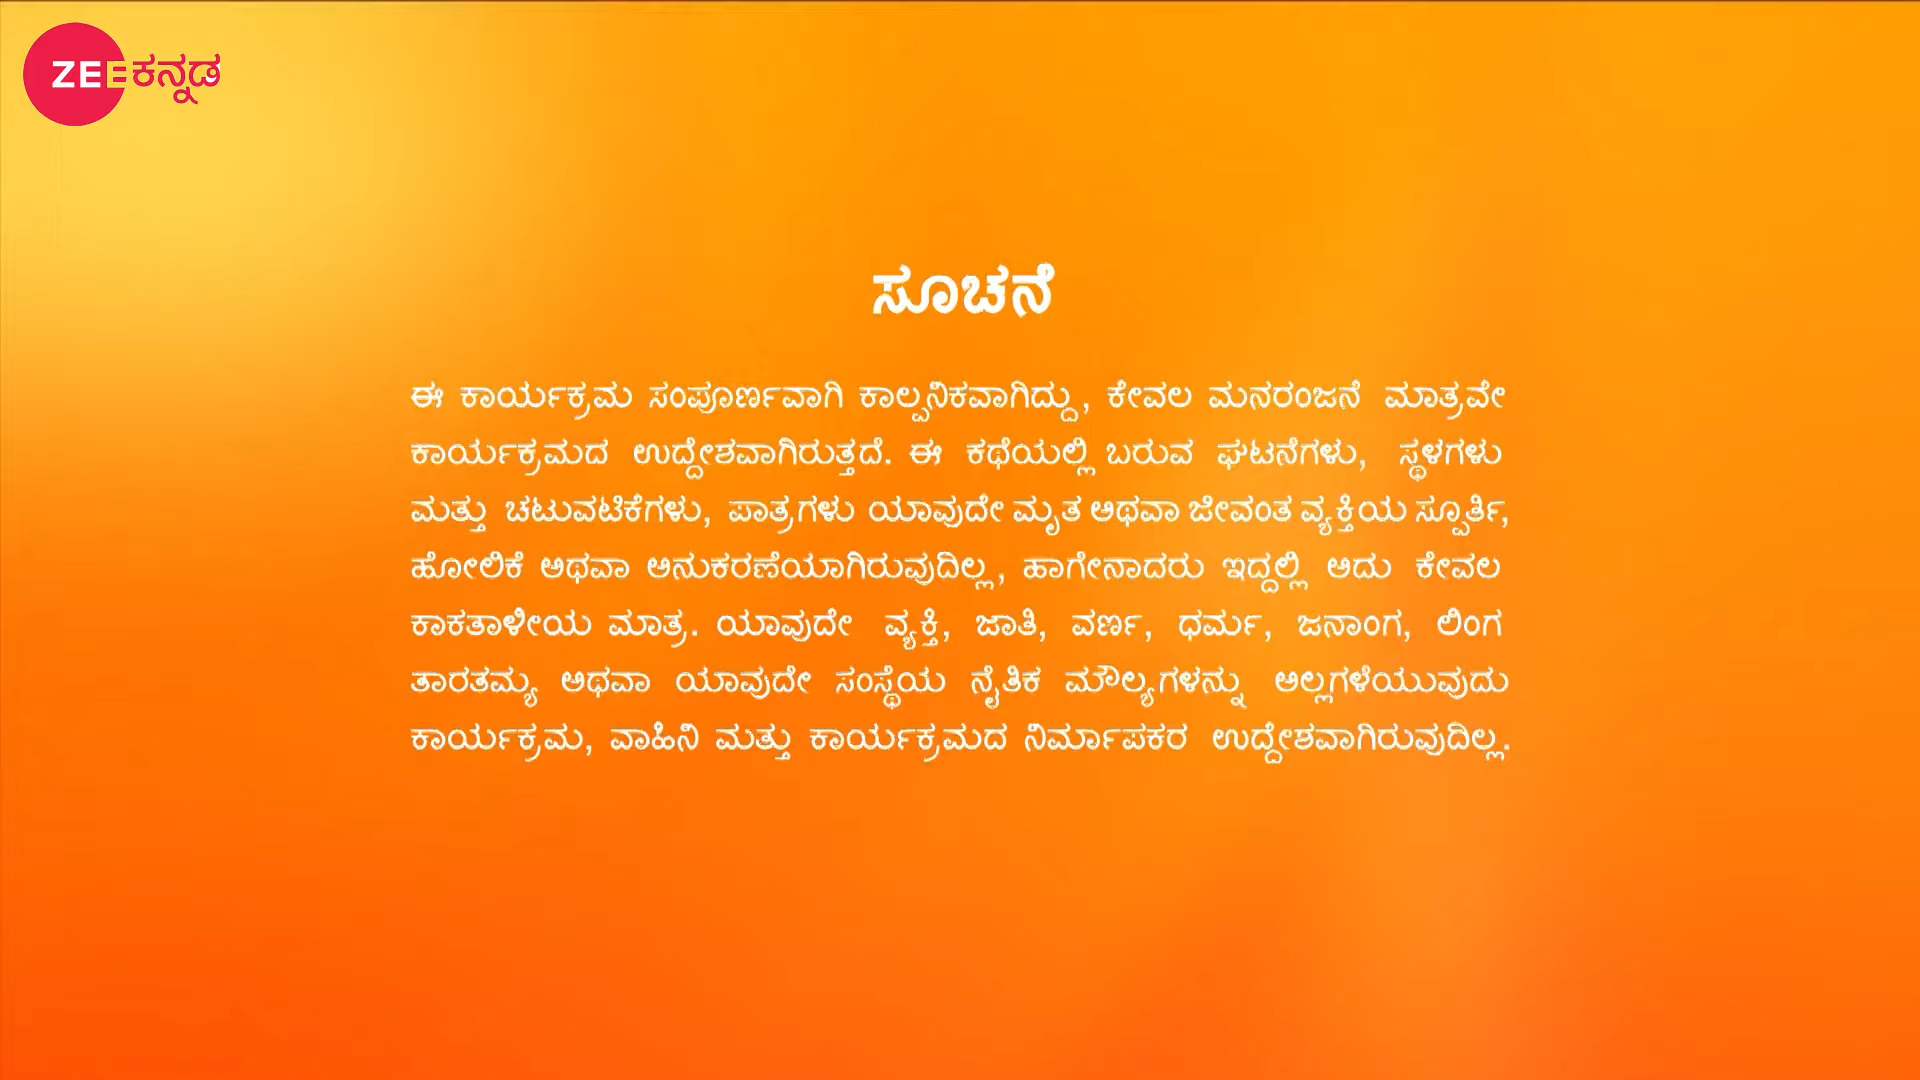 ZEE ಕನ್ನಡ
ಸೂಚನೆ
ಈ ಕಾರ್ಯಕ್ರಮ ಸಂಪೂರ್ಣವಾಗಿ ಕಾಲ್ಪನಿಕವಾಗಿದ್ದು, ಕೇವಲ ಮನರಂಜನೆ ಮಾತ್ರವೇ
ಕಾರ್ಯಕ್ರಮದ ಉದ್ದೇಶವಾಗಿರುತ್ತದೆ. ಈ ಕಥೆಯಲ್ಲಿ ಬರುವ ಘಟನೆಗಳು, ಸ್ಥಳಗಳು
ಮತ್ತು ಚಟುವಟಿಕೆಗಳು, ಪಾತ್ರಗಳು ಯಾವುದೇ ಮೃತ ಅಥವಾ ಜೀವಂತ ವ್ಯಕ್ತಿಯ ಸ್ಪೂರ್ತಿ,
ಹೋಲಿಕೆ ಅಥವಾ ಅನುಕರಣೆಯಾಗಿರುವುದಿಲ್ಲ, ಹಾಗೇನಾದರು ಇದ್ದಲ್ಲಿ ಅದು ಕೇವಲ
ಕಾಕತಾಳೀಯ ಮಾತ್ರ. ಯಾವುದೇ ವ್ಯಕ್ತಿ, ಜಾತಿ, ವರ್ಣ, ಧರ್ಮ, ಜನಾಂಗ, ಲಿಂಗ
ತಾರತಮ್ಯ ಅಥವಾ ಯಾವುದೇ ಸಂಸ್ಥೆಯ ನೈತಿಕ ಮೌಲ್ಯಗಳನ್ನು ಅಲ್ಲಗಳೆಯುವುದು
ಕಾರ್ಯಕ್ರಮ, ವಾಹಿನಿ ಮತ್ತು ಕಾರ್ಯಕ್ರಮದ ನಿರ್ಮಾಪಕರ ಉದ್ದೇಶವಾಗಿರುವುದಿಲ್ಲ.